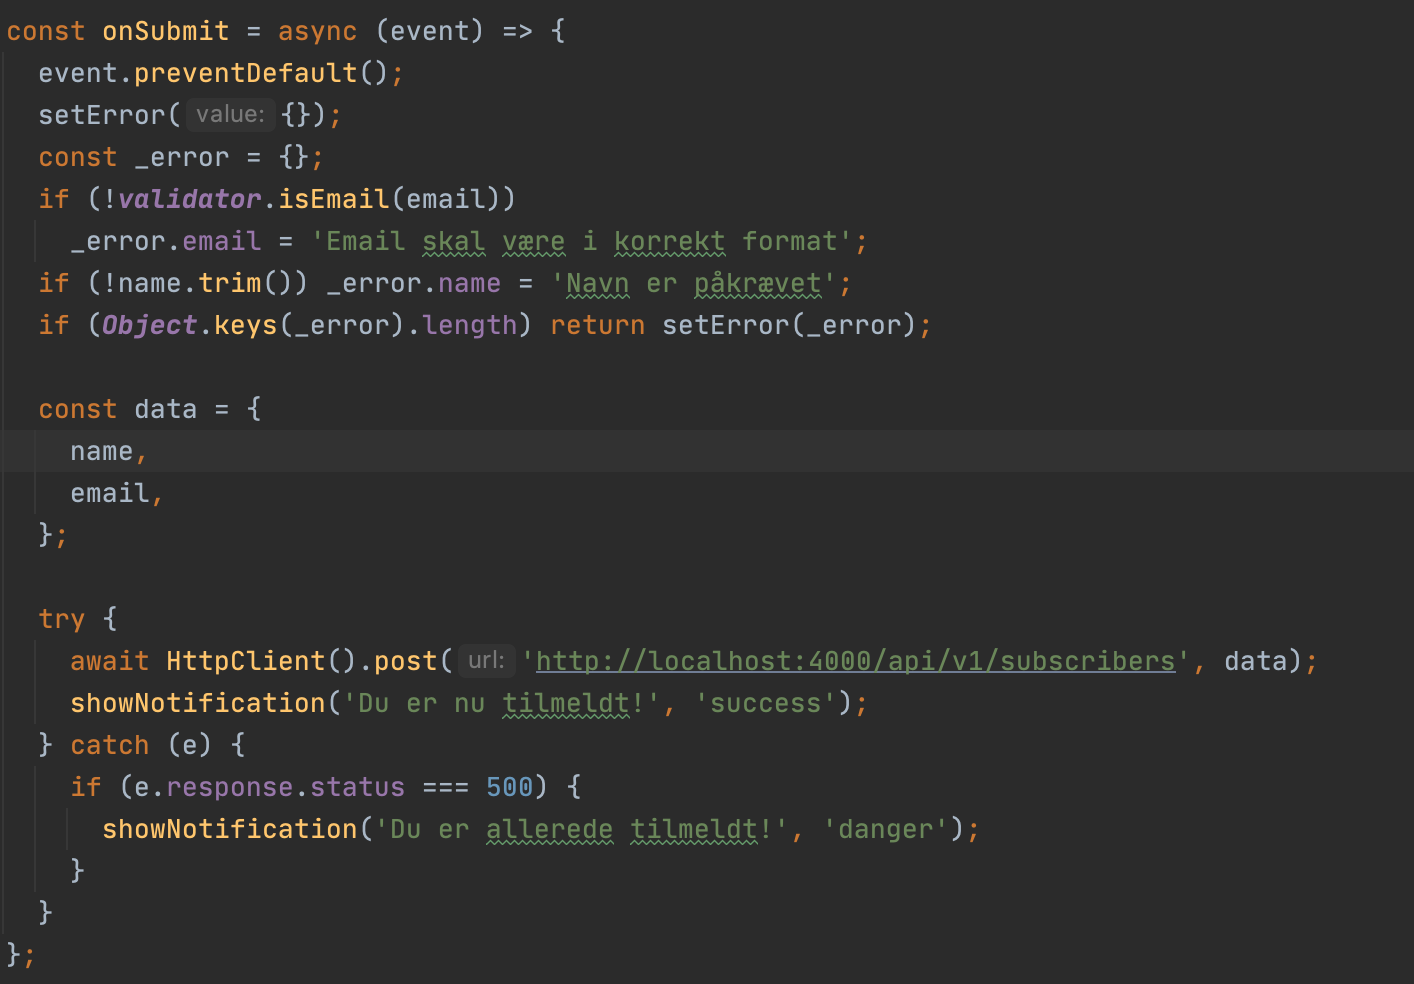 const onSubmit = async (event) => {
  event.preventDefault();
  setError( value: {});
  const _error = {};
  if (!validator.isEmail(email))
    _error.email = 'Email skal være i korrekt format';
  if (!name.trim()) _error.name = 'Navn er påkrævet';
  if (Object.keys(_error).length) return setError(_error);

  const data = {
    name,
    email,
  };

  try {
    await HttpClient().post( url: 'http://localhost:4000/api/v1/subscribers', data);
    showNotification('Du er nu tilmeldt!', 'success');
  } catch (e) {
    if (e.response.status === 500) {
      showNotification('Du er allerede tilmeldt!', 'danger');
    }
  }
};